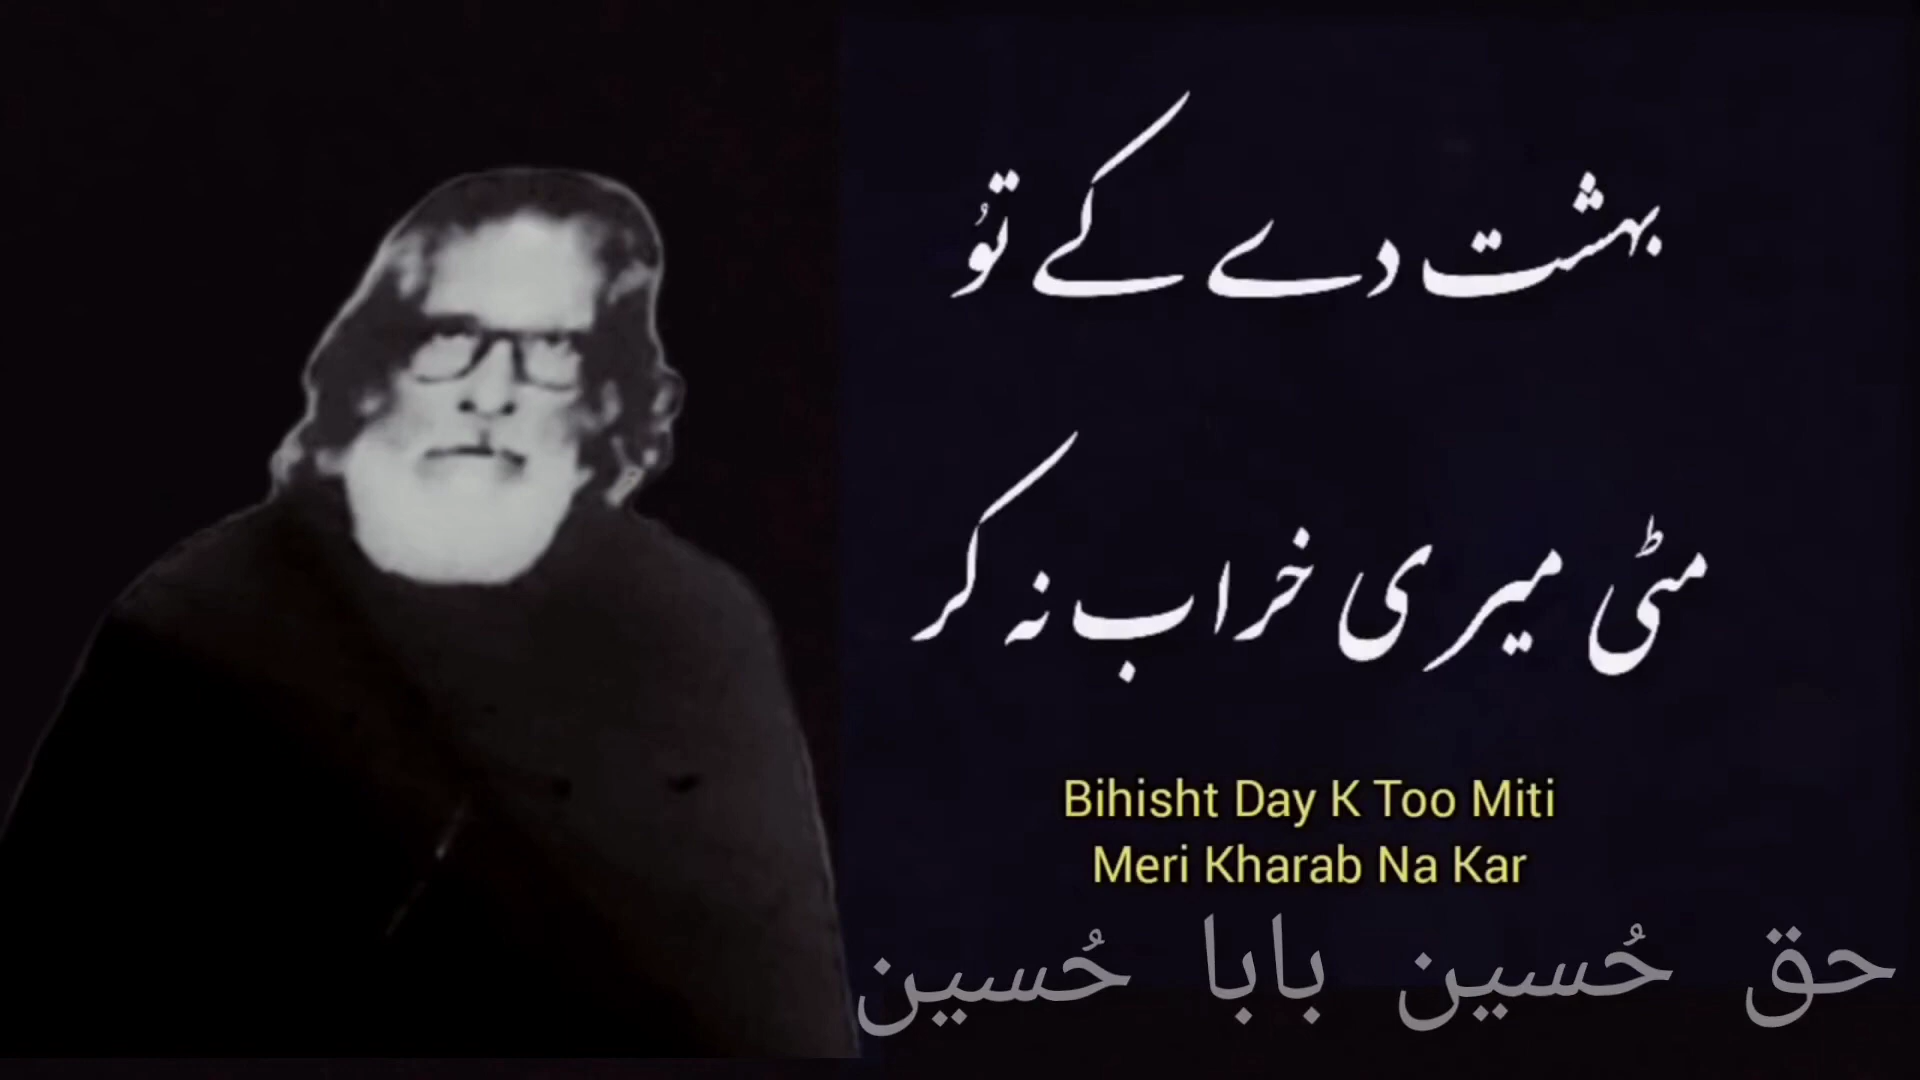 بہشت دے کے تُو
مٹی میری خراب نہ کر
Bihisht Day K Too Miti
Meri Kharab Na Kar
حق حُسین بابا حُسین